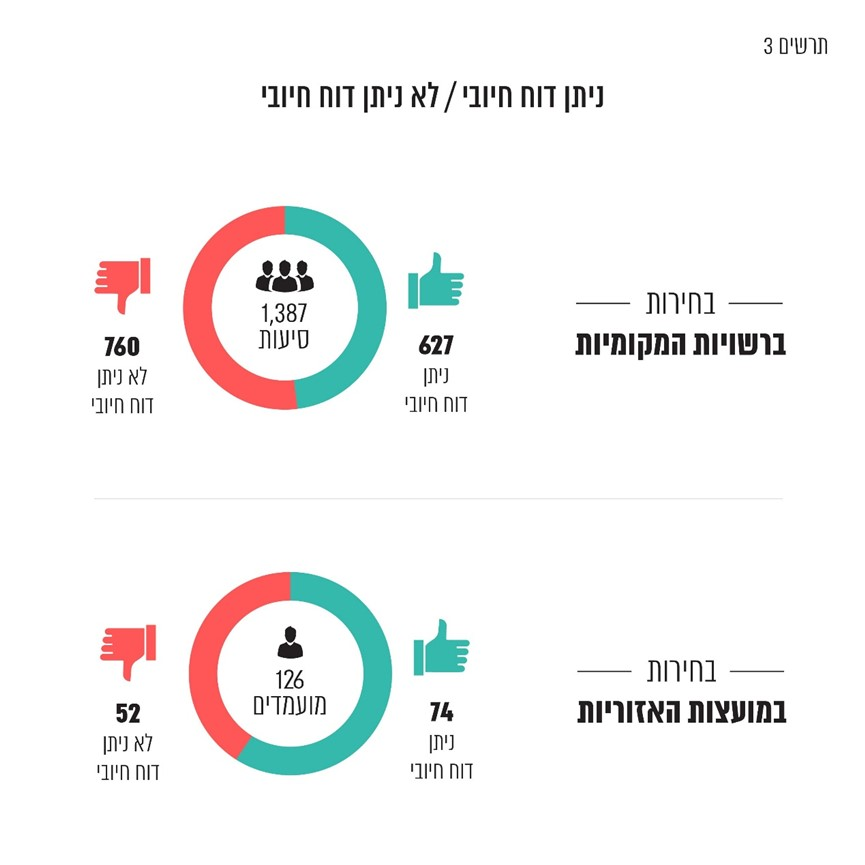 תרשים 3
ניתן דוח חיובי / לא ניתן דוח חיובי
בחירות
ברשויות המקומיות
627
ניתן
דוח חיובי
1,387
סיעות
760
לא ניתן
דוח חיובי
בחירות
במועצות האזוריות
74
ניתן
דוח חיובי
126
מועמדים
52
לא ניתן
דוח חיובי